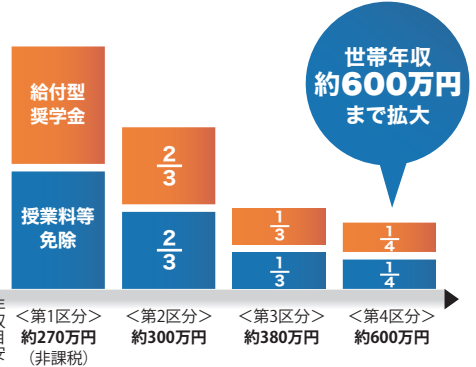 世帯年収
約600万円
まで拡大
給付型
奨学金
授業料等
免除
2/3
2/3
1/3
1/3
1/4
1/4
年収目安
<第1区分>
約270万円
（非課税）
<第2区分>
約300万円
<第3区分>
約380万円
<第4区分>
約600万円